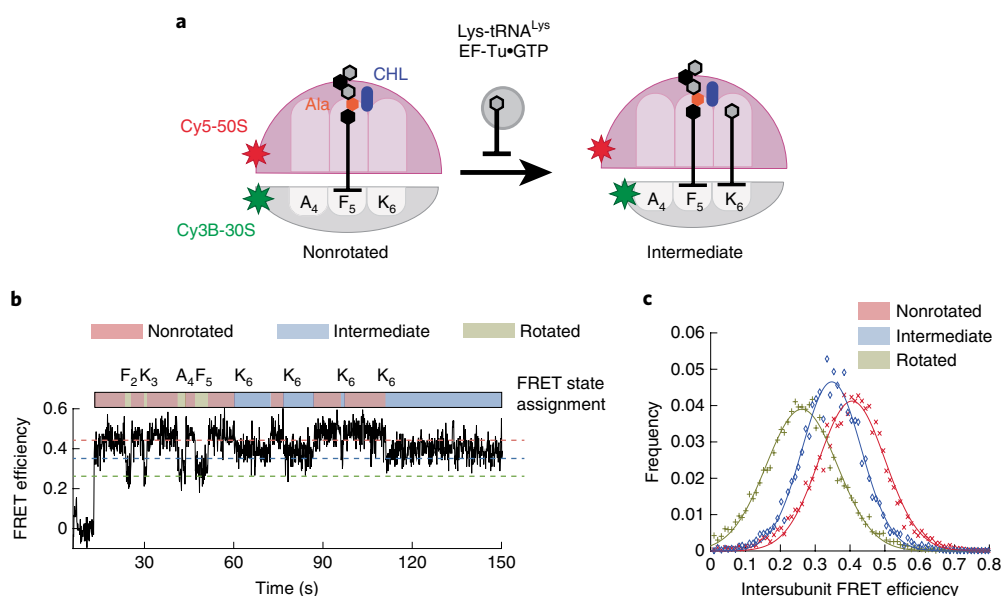 a
Lys-tRNA^Lys
EF-Tu•GTP
CHL
Ala
Cy5-50S
A₄ F₅ K₆
Cy3B-30S
Nonrotated
A₄ F₅ K₆
Intermediate
b
Nonrotated
Intermediate
Rotated
F₂ K₃ A₄ F₅ K₆ K₆ K₆ K₆
FRET state
assignment
FRET efficiency
0.6
0.4
0.2
0
30 60 90 120 150
Time (s)
c
Nonrotated
Intermediate
Rotated
Frequency
0.06
0.05
0.04
0.03
0.02
0.01
0
0 0.1 0.2 0.3 0.4 0.5 0.6 0.7 0.8
Intersubunit FRET efficiency